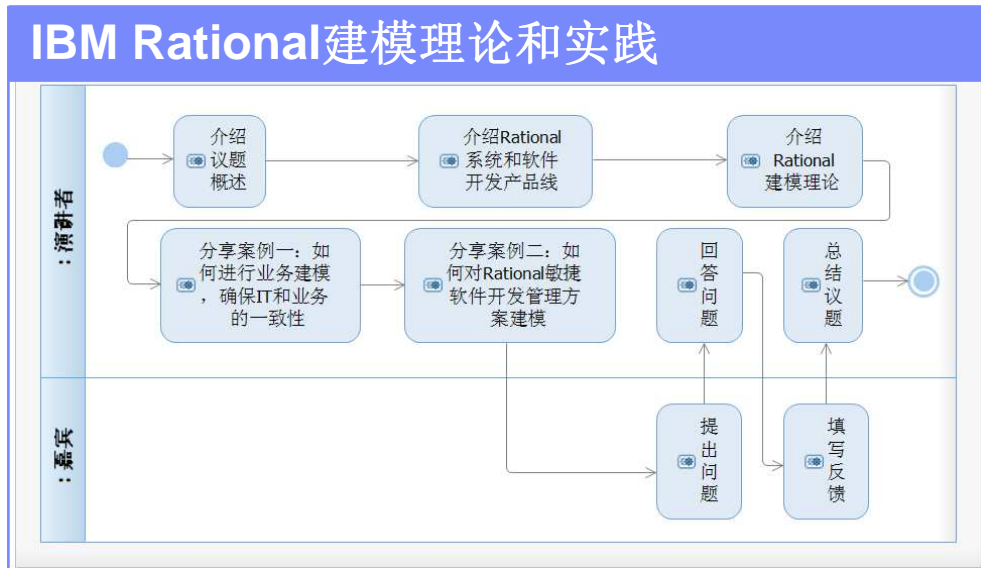 IBM Rational建模理论和实践
：演讲者
介绍
议题
概述
介绍Rational
系统和软件
开发产品线
介绍
Rational
建模理论
分享案例一：如
何进行业务建模
，确保IT和业务
的一致性
分享案例二：如
何对Rational敏捷
软件开发管理方
案建模
回
答
问
题
总
结
议
题
：嘉宾
提
出
问
题
填
写
反
馈